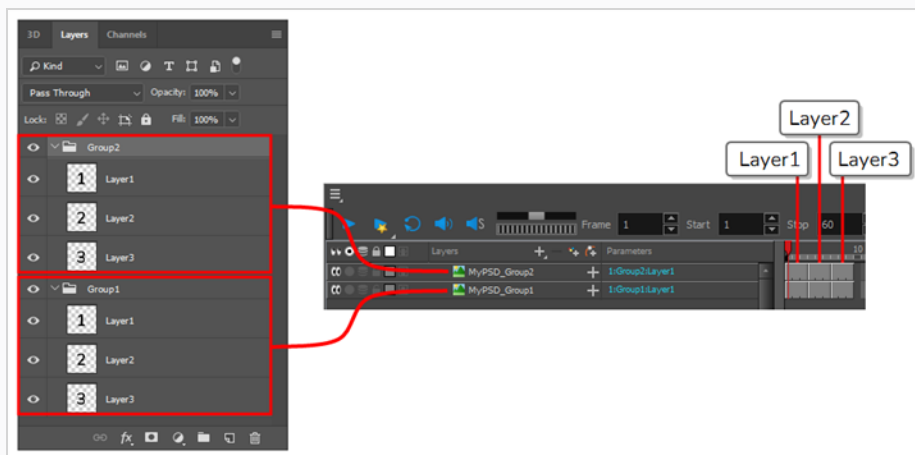 3D Layers Channels
Kind
Pass Through Opacity: 100%
Lock: Fill: 100%
Group2
1 Layer1
2 Layer2
3 Layer3
Group1
1 Layer1
2 Layer2
3 Layer3
fx
Layer2
Layer1 Layer3
S Frame 1 Start 1 Stop 60
Layers Parameters 10
MyPSD_Group2 1:Group2:Layer1
MyPSD_Group1 1:Group1:Layer1